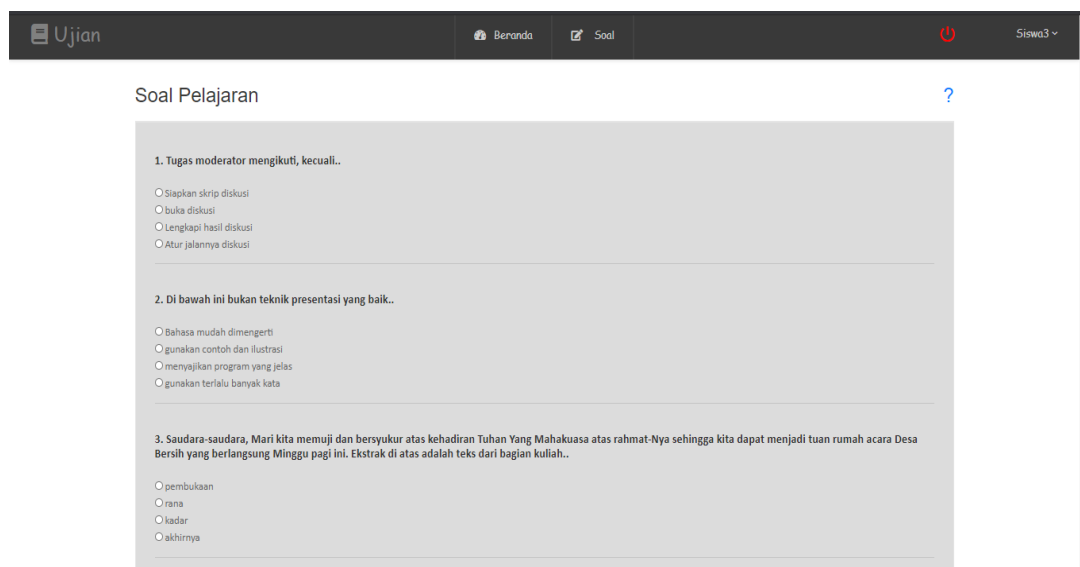 Ujian
Beranda
Soal
Siswa3
Soal Pelajaran
?
1. Tugas moderator mengikuti, kecuali..
Siapkan skrip diskusi
buka diskusi
Lengkapi hasil diskusi
Atur jalannya diskusi
2. Di bawah ini bukan teknik presentasi yang baik..
Bahasa mudah dimengerti
gunakan contoh dan ilustrasi
menyajikan program yang jelas
gunakan terlalu banyak kata
3. Saudara-saudara, Mari kita memuji dan bersyukur atas kehadiran Tuhan Yang Mahakuasa atas rahmat-Nya sehingga kita dapat menjadi tuan rumah acara Desa
Bersih yang berlangsung Minggu pagi ini. Ekstrak di atas adalah teks dari bagian kuliah..
pembukaan
rana
kadar
akhirnya